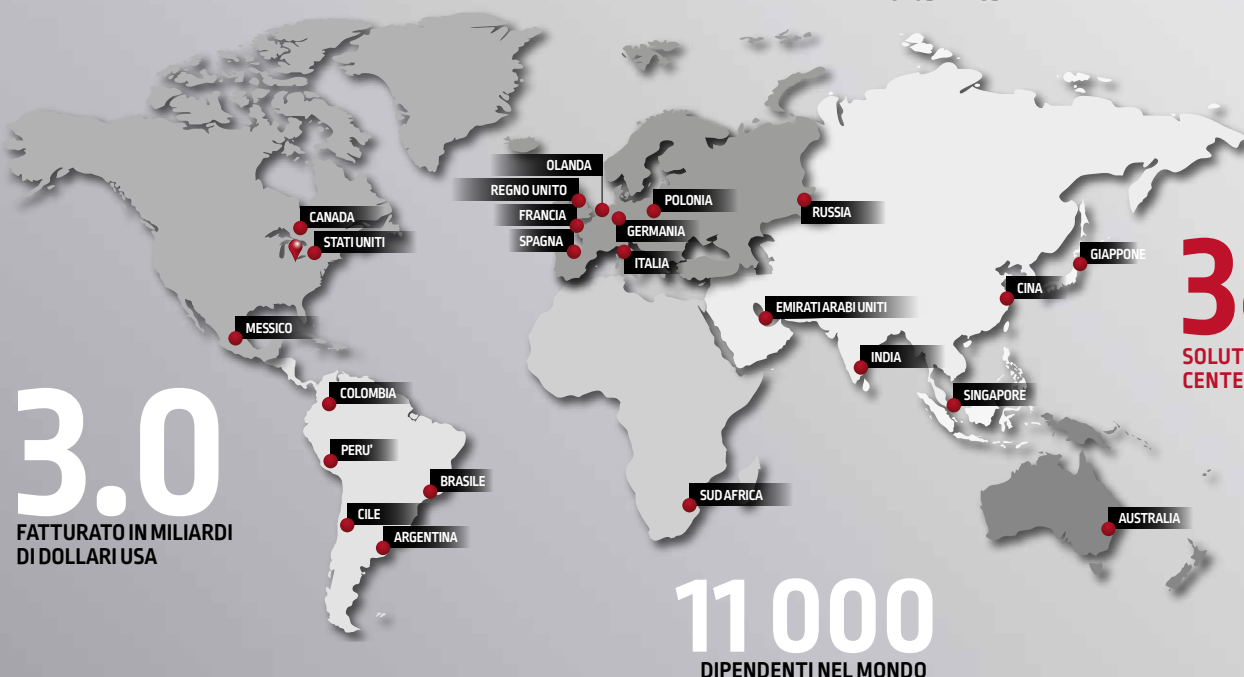 OLANDA
REGNO UNITO
POLONIA
CANADA
FRANCIA
RUSSIA
GERMANIA
STATI UNITI
SPAGNA
GIAPPONE
ITALIA
CINA
EMIRATI ARABI UNITI
MESSICO
INDIA
COLOMBIA
SINGAPORE
3.0
FATTURATO IN MILIARDI
DI DOLLARI USA
PERU'
BRASILE
SUD AFRICA
CILE
AUSTRALIA
ARGENTINA
11 000
DIPENDENTI NEL MONDO